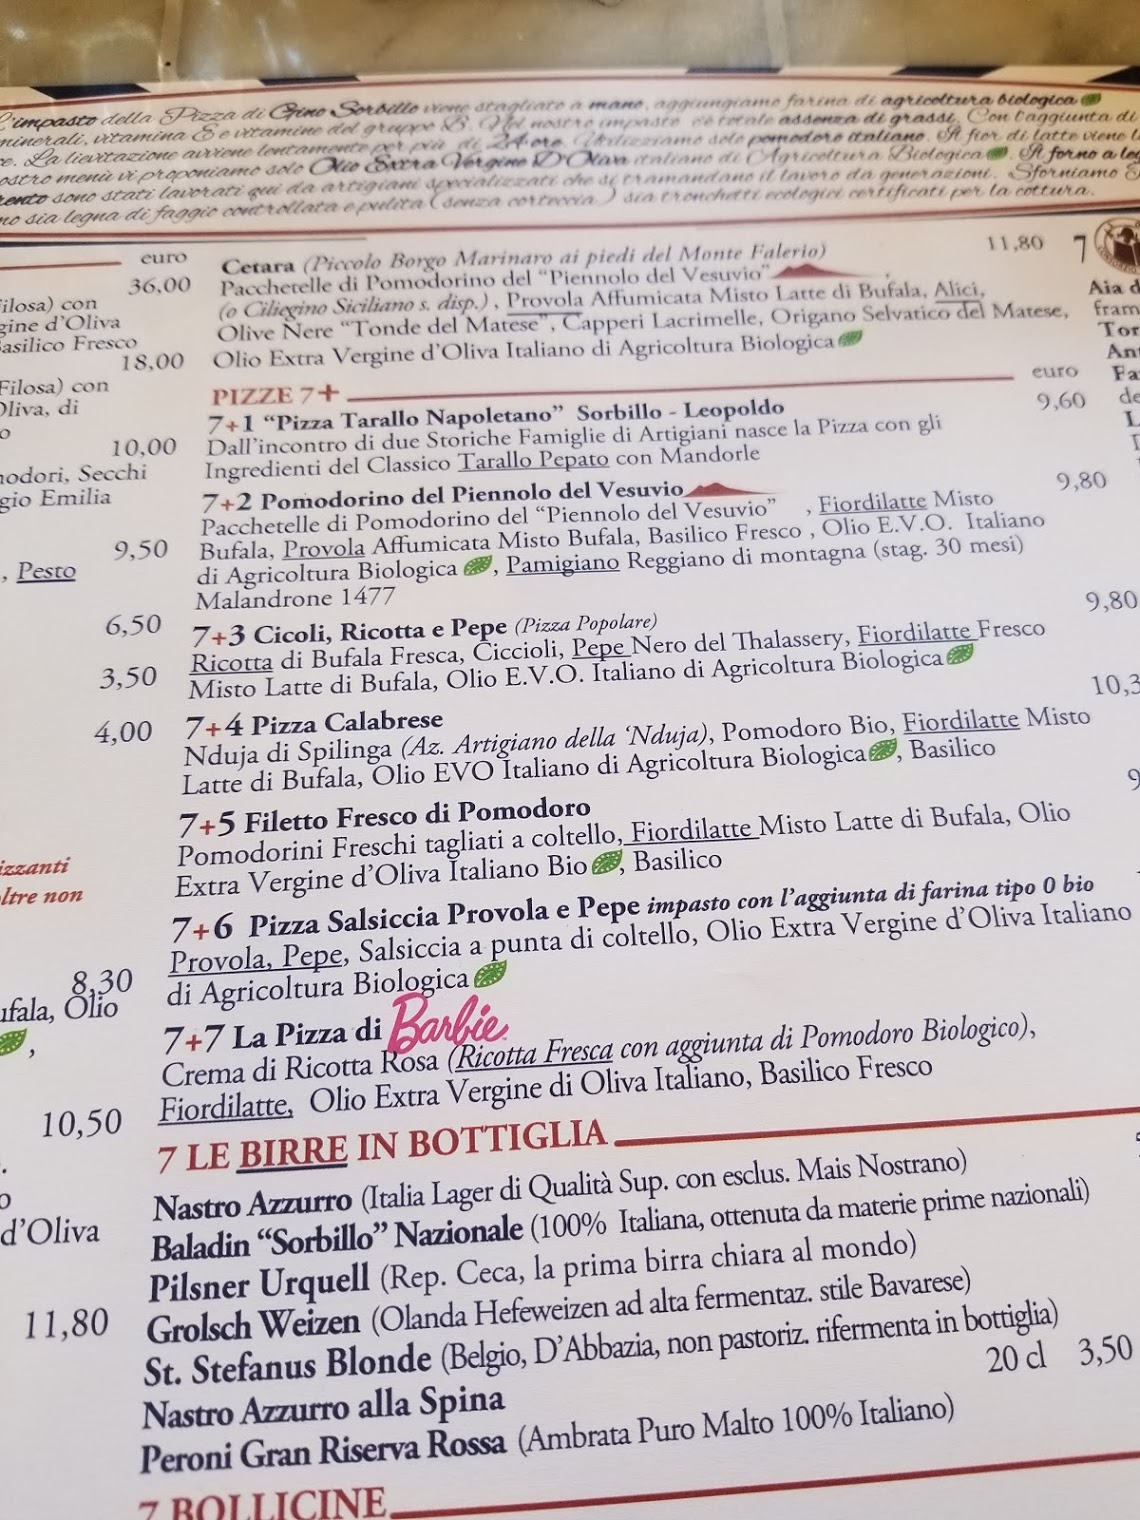 L'impasto della Pizza di Gino Sorbillo viene stagliato a mano, aggiungiamo farina di agricoltura biologica
minerali, vitamina E e vitamine del gruppo B. Nel nostro impasto c'è totale assenza di grassi. Con l'aggiunta di
ce. La lievitazione avviene lentamente per più di 24 ore. Utilizziamo solo pomodoro italiano. Il fior di latte viene
ostro menù vi proponiamo solo Olio Extra Vergine D'Oliva italiano di Agricoltura Biologica. Il forno a
rento sono stati lavorati qui da artigiani specializzati che si tramandano il lavoro da generazioni. Sforniamo
no sia legna di faggio controllata e pulita (senza corteccia) sia tronchetti ecologici certificati per la cottura.
euro
36,00
Filosa) con
gine d'Oliva
Basilico Fresco
18,00
Filosa) con
Oliva, di
o
10,00
modori, Secchi
gio Emilia
9,50
, Pesto
6,50
3,50
4,00
izzanti
oltre non
8,30
ufala, Olio
,
10,50
.
o
d'Oliva
11,80
Cetara (Piccolo Borgo Marinaro ai piedi del Monte Falerio) 11,80
Pacchetelle di Pomodorino del "Piennolo del Vesuvio" ,
(o Ciliegino Siciliano s. disp.) , Provola Affumicata Misto Latte di Bufala, Alici,
Olive Nere "Tonde del Matese", Capperi Lacrimelle, Origano Selvatico del Matese,
Olio Extra Vergine d'Oliva Italiano di Agricoltura Biologica
PIZZE 7+ euro
7+1 "Pizza Tarallo Napoletano" Sorbillo - Leopoldo 9,60
Dall'incontro di due Storiche Famiglie di Artigiani nasce la Pizza con gli
Ingredienti del Classico Tarallo Pepato con Mandorle
7+2 Pomodorino del Piennolo del Vesuvio 9,80
Pacchetelle di Pomodorino del "Piennolo del Vesuvio" , Fiordilatte Misto
Bufala, Provola Affumicata Misto Bufala, Basilico Fresco , Olio E.V.O. Italiano
di Agricoltura Biologica , Pamigiano Reggiano di montagna (stag. 30 mesi)
Malandrone 1477
7+3 Cicoli, Ricotta e Pepe (Pizza Popolare) 9,80
Ricotta di Bufala Fresca, Ciccioli, Pepe Nero del Thalassery, Fiordilatte Fresco
Misto Latte di Bufala, Olio E.V.O. Italiano di Agricoltura Biologica
7+4 Pizza Calabrese 10,3
Nduja di Spilinga (Az. Artigiano della 'Nduja), Pomodoro Bio, Fiordilatte Misto
Latte di Bufala, Olio EVO Italiano di Agricoltura Biologica , Basilico
7+5 Filetto Fresco di Pomodoro 9
Pomodorini Freschi tagliati a coltello, Fiordilatte Misto Latte di Bufala, Olio
Extra Vergine d'Oliva Italiano Bio , Basilico
7+6 Pizza Salsiccia Provola e Pepe impasto con l'aggiunta di farina tipo 0 bio
Provola, Pepe, Salsiccia a punta di coltello, Olio Extra Vergine d'Oliva Italiano
di Agricoltura Biologica
7+7 La Pizza di Barbie
Crema di Ricotta Rosa (Ricotta Fresca con aggiunta di Pomodoro Biologico),
Fiordilatte, Olio Extra Vergine di Oliva Italiano, Basilico Fresco
7 LE BIRRE IN BOTTIGLIA
Nastro Azzurro (Italia Lager di Qualità Sup. con esclus. Mais Nostrano)
Baladin "Sorbillo" Nazionale (100% Italiana, ottenuta da materie prime nazionali)
Pilsner Urquell (Rep. Ceca, la prima birra chiara al mondo)
Grolsch Weizen (Olanda Hefeweizen ad alta fermentaz. stile Bavarese)
St. Stefanus Blonde (Belgio, D'Abbazia, non pastoriz. rifermenta in bottiglia)
Nastro Azzurro alla Spina 20 cl 3,50
Peroni Gran Riserva Rossa (Ambrata Puro Malto 100% Italiano)
7 BOLLICINE
7
Aia d
fram
Tor
Ant
Fa
de
L